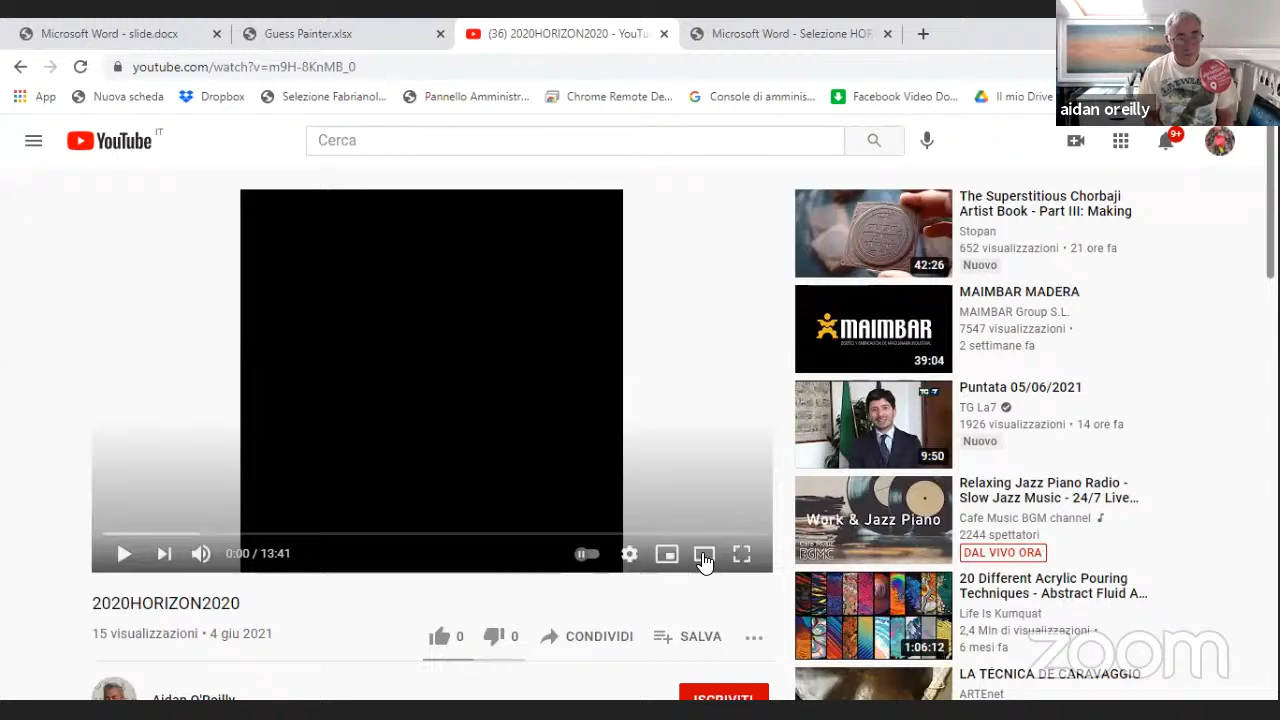 Microsoft Word - slide.docx
Guess Painter.xlsx
(36) 2020HORIZON2020 - YouTu
Microsoft Word - Selezione HOF
youtube.com/watch?v=m9H-8KnMB_0
App
Nuova scheda
Dropbox
Selezione Fabrianol...
Pannello Amministr...
Chrome Remote De...
Console di amminis...
Facebook Video Do...
Il mio Drive
aidan oreilly
YouTube IT
Cerca
9+
The Superstitious Chorbaji
Artist Book - Part III: Making
Stopan
652 visualizzazioni • 21 ore fa
Nuovo
42:26
MAIMBAR MADERA
MAIMBAR Group S.L.
7547 visualizzazioni •
2 settimane fa
MAIMBAR
39:04
Puntata 05/06/2021
TG La7
1926 visualizzazioni • 14 ore fa
Nuovo
9:50
Relaxing Jazz Piano Radio -
Slow Jazz Music - 24/7 Live...
Cafe Music BGM channel
2244 spettatori
DAL VIVO ORA
Work & Jazz Piano
BGMC
20 Different Acrylic Pouring
Techniques - Abstract Fluid A...
Life Is Kumquat
2,4 Mln di visualizzazioni •
6 mesi fa
1:06:12
LA TÉCNICA DE CARAVAGGIO
ARTEnet
0:00 / 13:41
2020HORIZON2020
15 visualizzazioni • 4 giu 2021
0
0
CONDIVIDI
SALVA
Aidan O'Reilly
ISCRIVITI
zoom